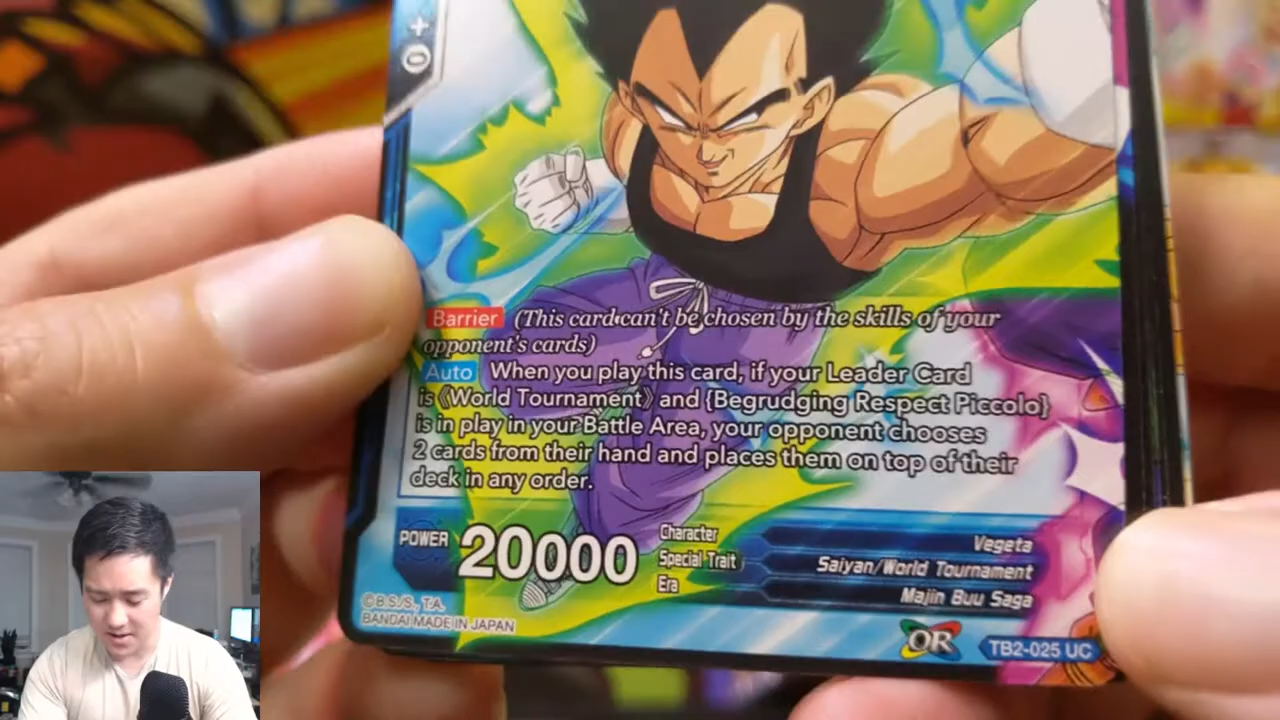 +
0
Barrier (This card can't be chosen by the skills of your
opponent's cards)
Auto When you play this card, if your Leader Card
is 《World Tournament》 and {Begrudging Respect Piccolo}
is in play in your Battle Area, your opponent chooses
2 cards from their hand and places them on top of their
deck in any order.
POWER 20000
Character Vegeta
Special Trait Saiyan/World Tournament
Era Majin Buu Saga
©B.S./S., T.A.
BANDAI MADE IN JAPAN
QR TB2-025 UC